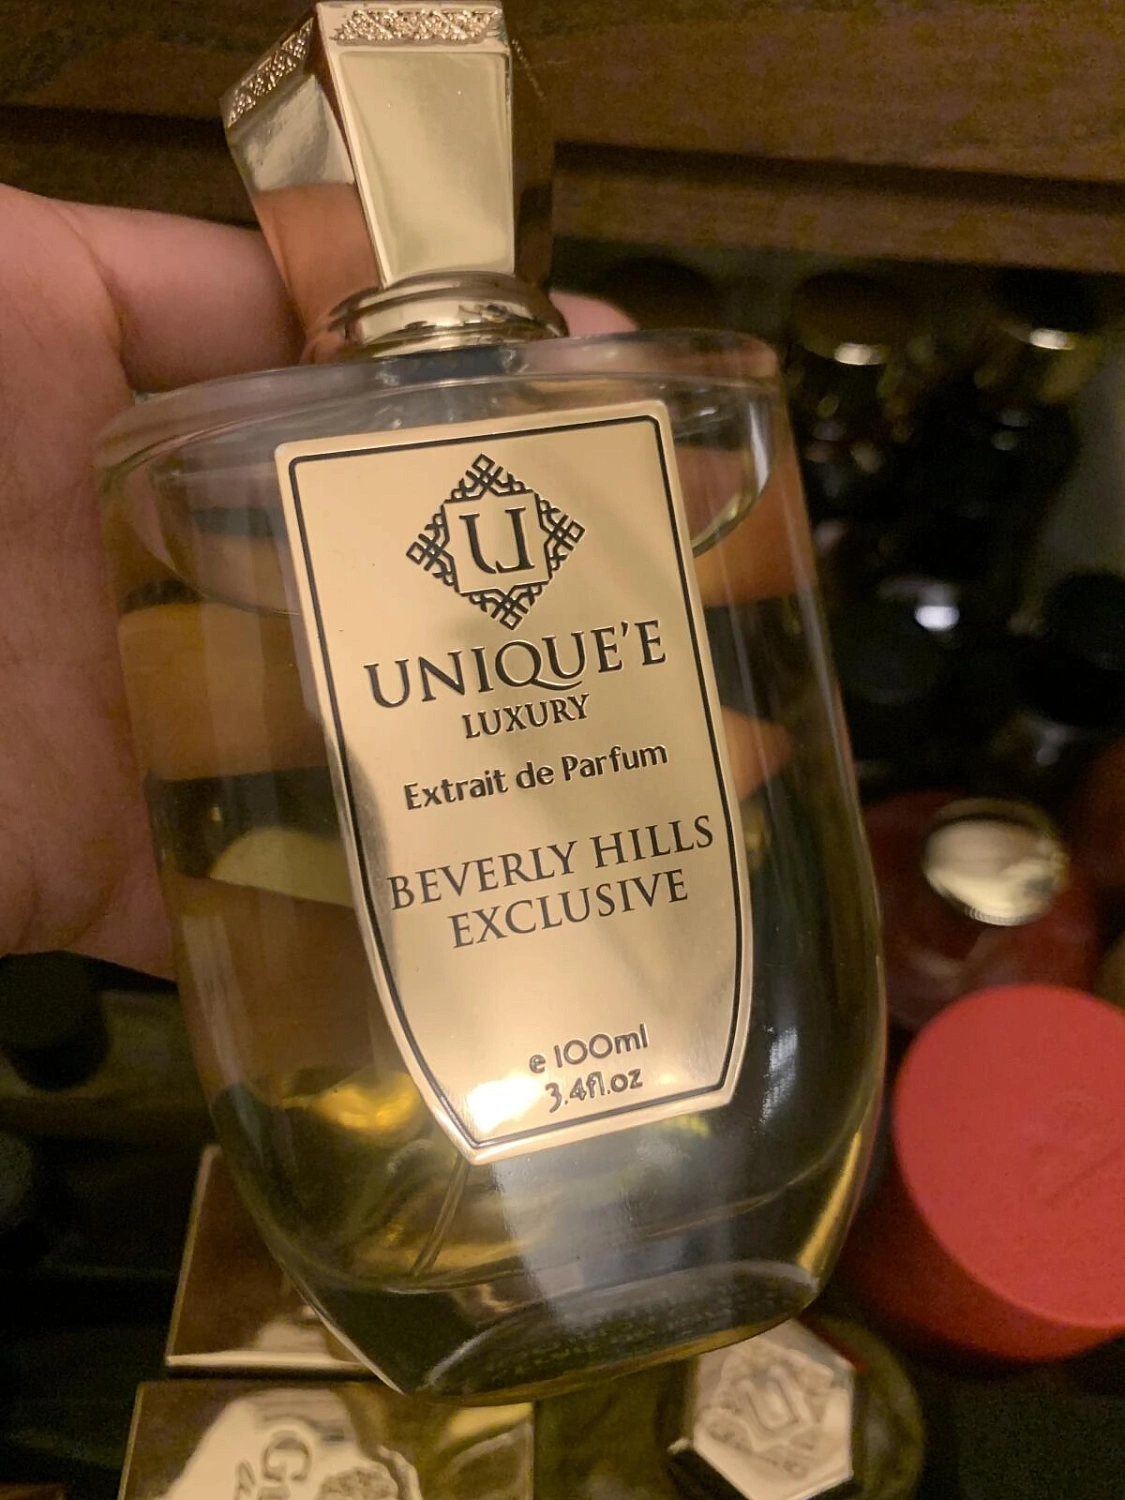 U
UNIQUE'E
LUXURY
Extrait de Parfum
BEVERLY HILLS
EXCLUSIVE
e 100ml
3.4fl.oz
U